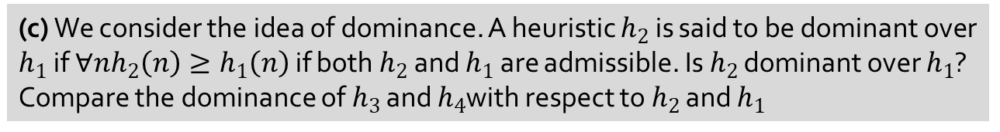 (c) We consider the idea of dominance. A heuristic h₂ is said to be dominant over
h₁ if ∀nh₂(n) ≥ h₁(n) if both h₂ and h₁ are admissible. Is h₂ dominant over h₁?
Compare the dominance of h₃ and h₄with respect to h₂ and h₁